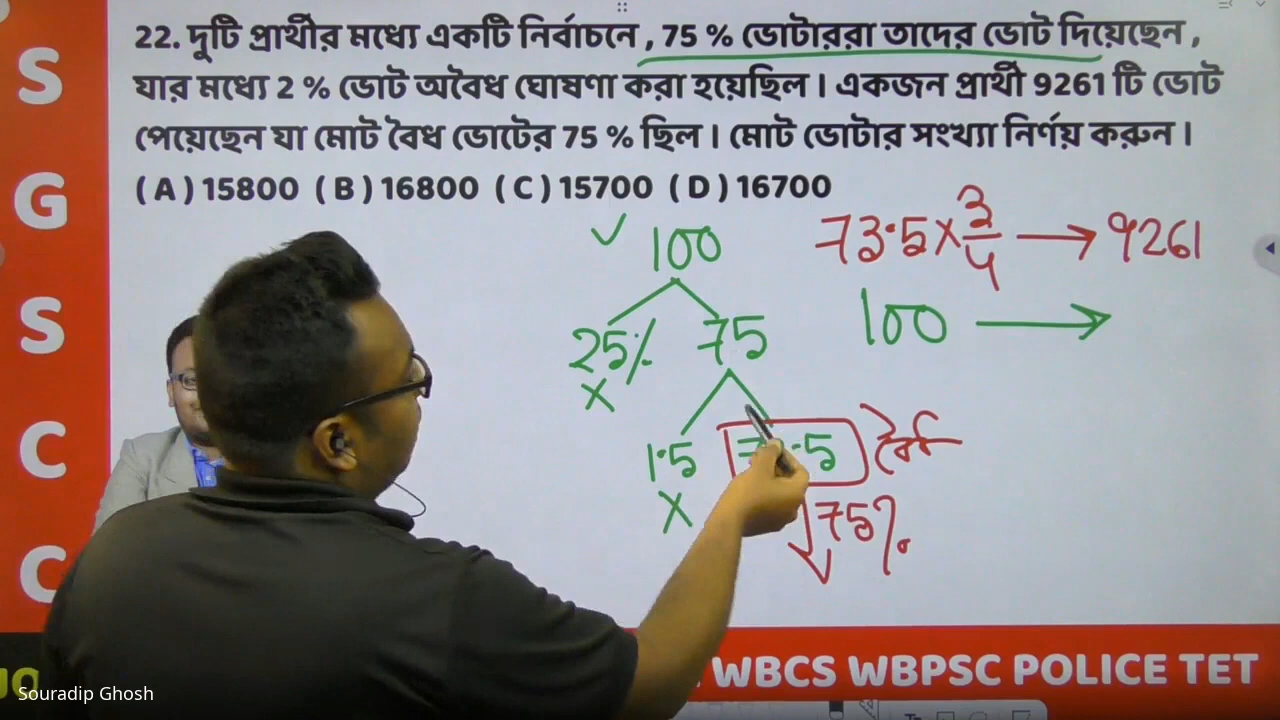 22. দুটি প্রার্থীর মধ্যে একটি নির্বাচনে , 75 % ভোটাররা তাদের ভোট দিয়েছেন ,
যার মধ্যে 2 % ভোট অবৈধ ঘোষণা করা হয়েছিল । একজন প্রার্থী 9261 টি ভোট
পেয়েছেন যা মোট বৈধ ভোটের 75 % ছিল । মোট ভোটার সংখ্যা নির্ণয় করুন ।
( A ) 15800 ( B ) 16800 ( C ) 15700 ( D ) 16700
✓ 100
73.5 × 3/4 → 9261
100 →
25% 75
×
1.5
বৈধ
×
75%
S
G
S
C
C
WBCS WBPSC POLICE TET
Souradip Ghosh